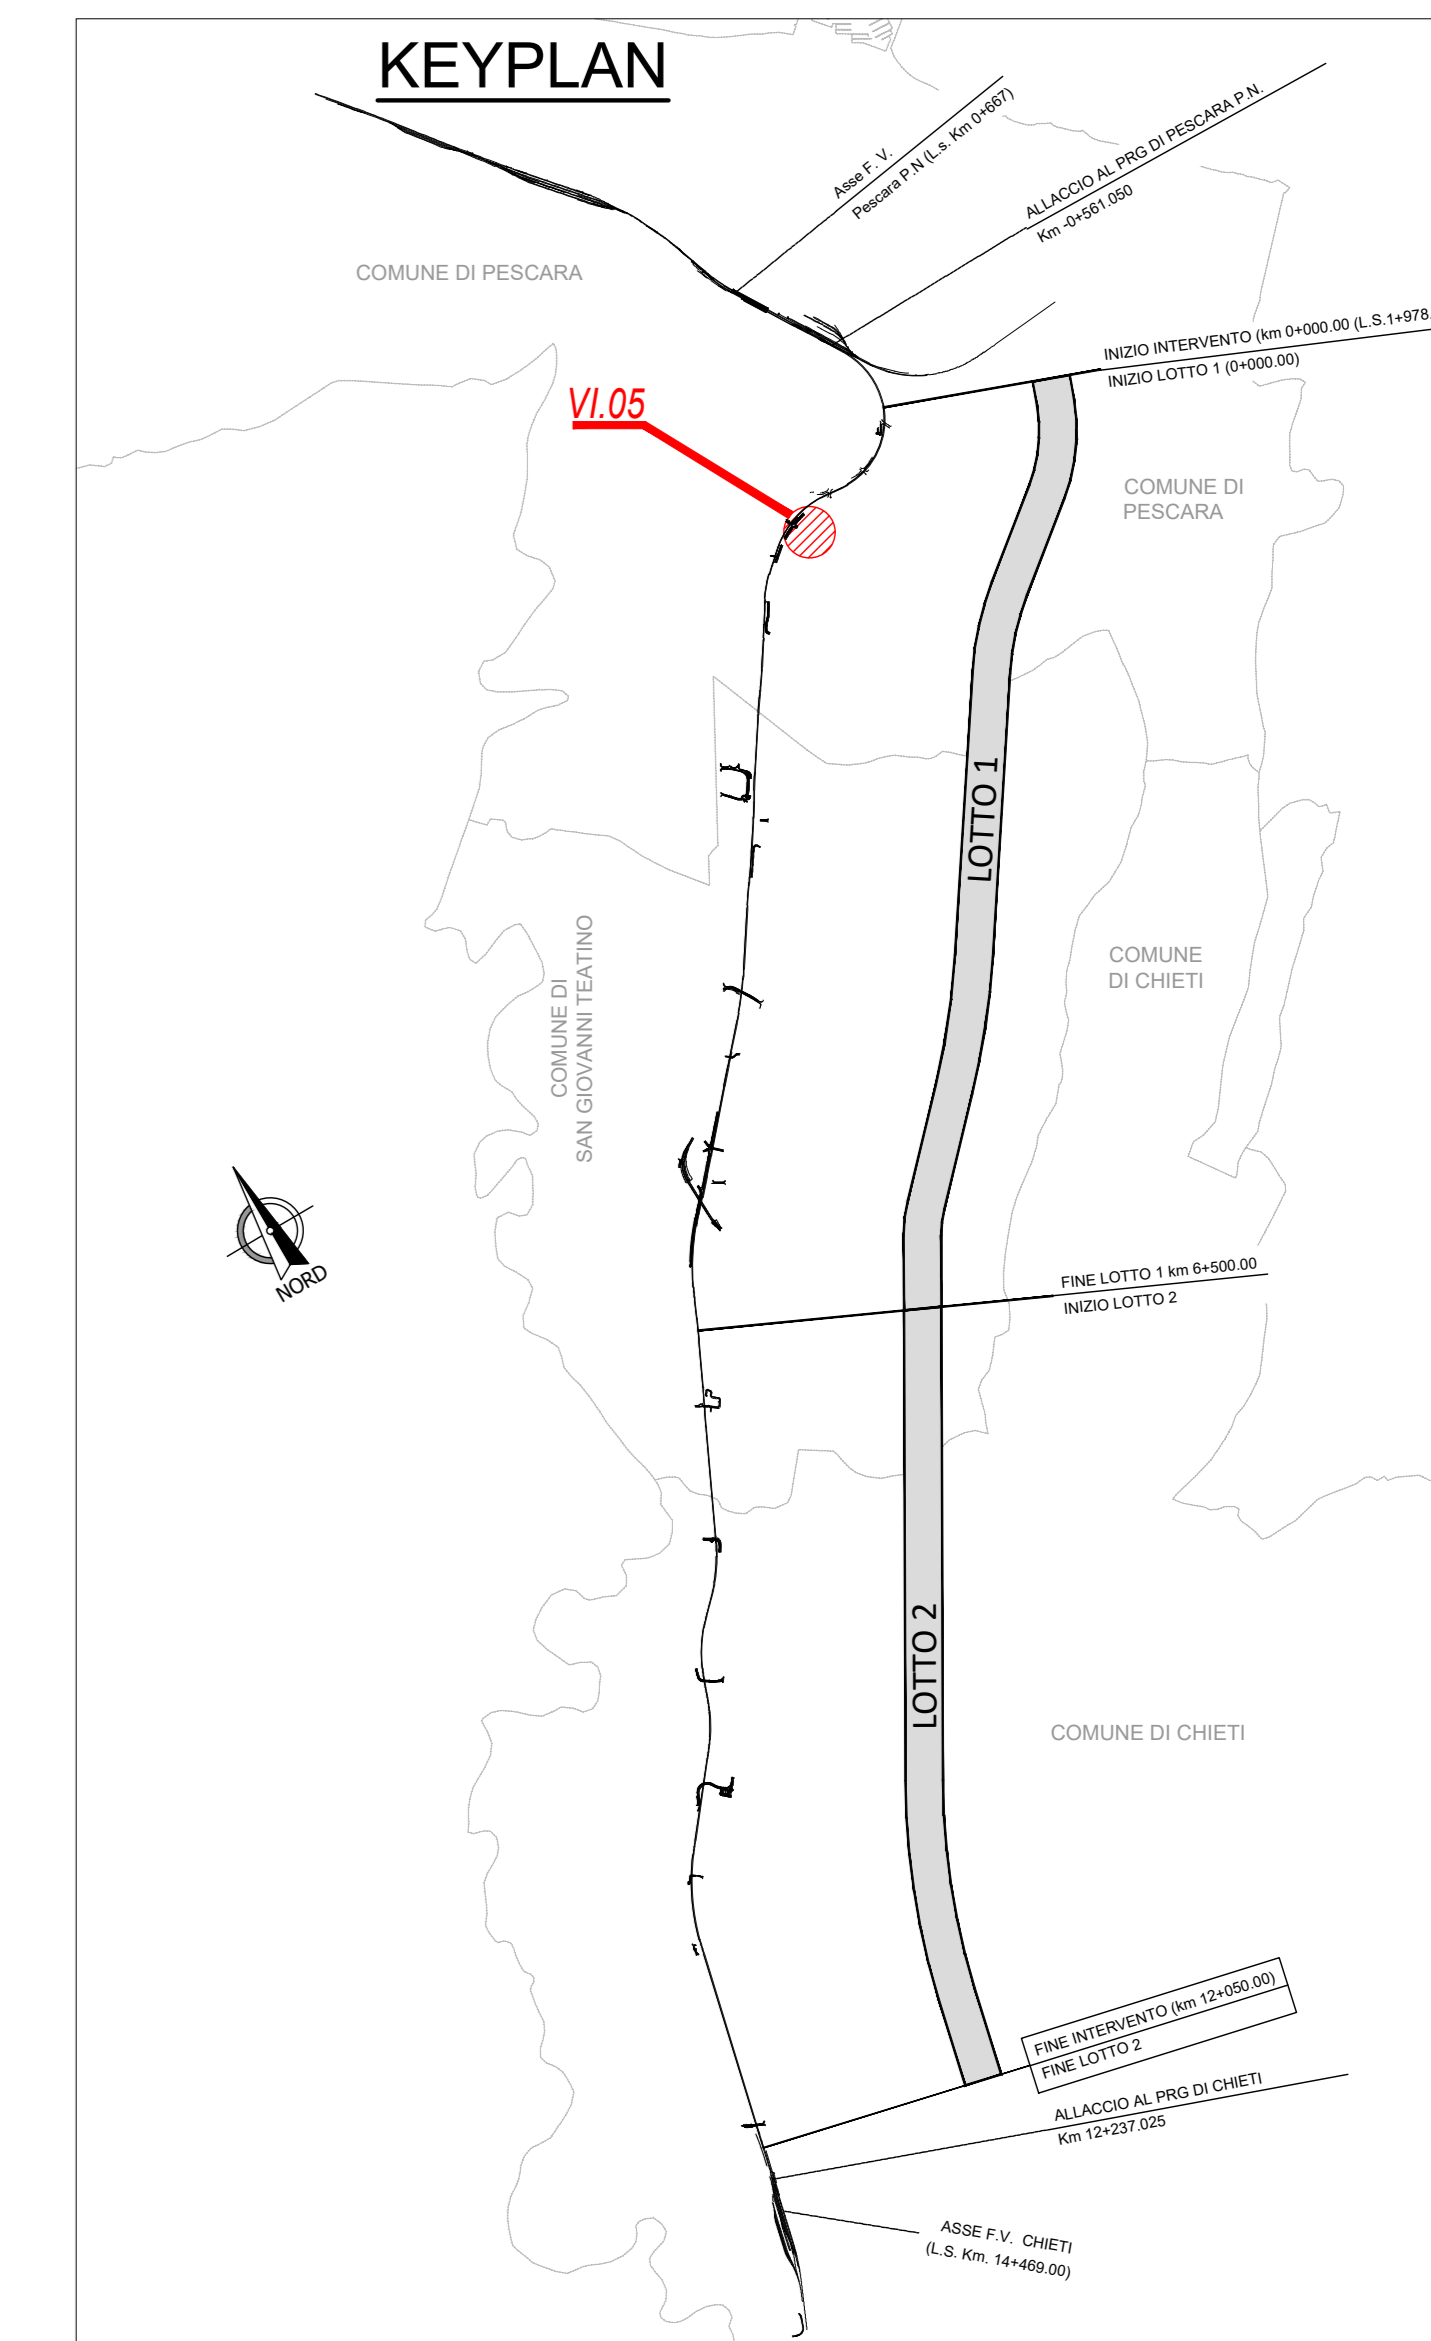 KEYPLAN
Asse F. V.
Pescara P.N (L.s. Km 0+667)
ALLACCIO AL PRG DI PESCARA P.N.
Km -0+561.050
COMUNE DI PESCARA
INIZIO INTERVENTO (km 0+000.00 (L.S.1+978.
INIZIO LOTTO 1 (0+000.00)
VI.05
COMUNE DI
PESCARA
LOTTO 1
COMUNE DI
SAN GIOVANNI TEATINO
COMUNE
DI CHIETI
NORD
FINE LOTTO 1 km 6+500.00
INIZIO LOTTO 2
LOTTO 2
COMUNE DI CHIETI
FINE INTERVENTO (km 12+050.00)
FINE LOTTO 2
ALLACCIO AL PRG DI CHIETI
Km 12+237.025
ASSE F.V. CHIETI
(L.S. Km. 14+469.00)